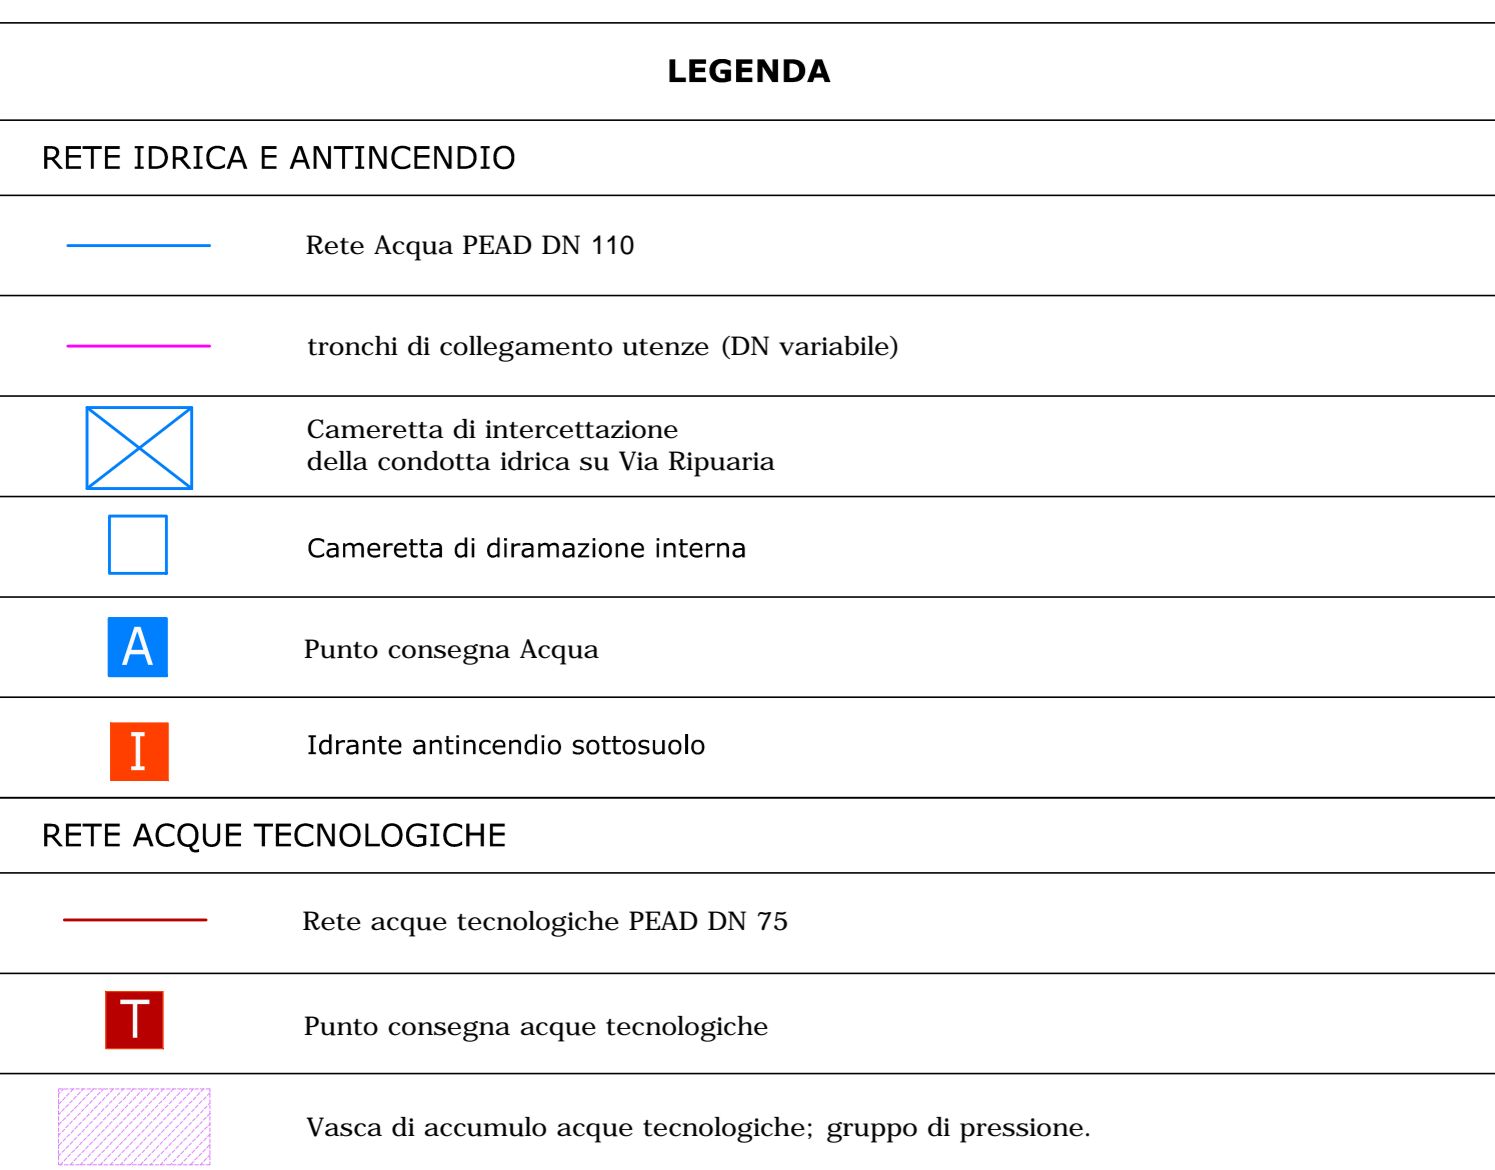 LEGENDA
RETE IDRICA E ANTINCENDIO
Rete Acqua PEAD DN 110
tronchi di collegamento utenze (DN variabile)
Cameretta di intercettazione
della condotta idrica su Via Ripuaria
Cameretta di diramazione interna
A
Punto consegna Acqua
I
Idrante antincendio sottosuolo
RETE ACQUE TECNOLOGICHE
Rete acque tecnologiche PEAD DN 75
T
Punto consegna acque tecnologiche
Vasca di accumulo acque tecnologiche; gruppo di pressione.